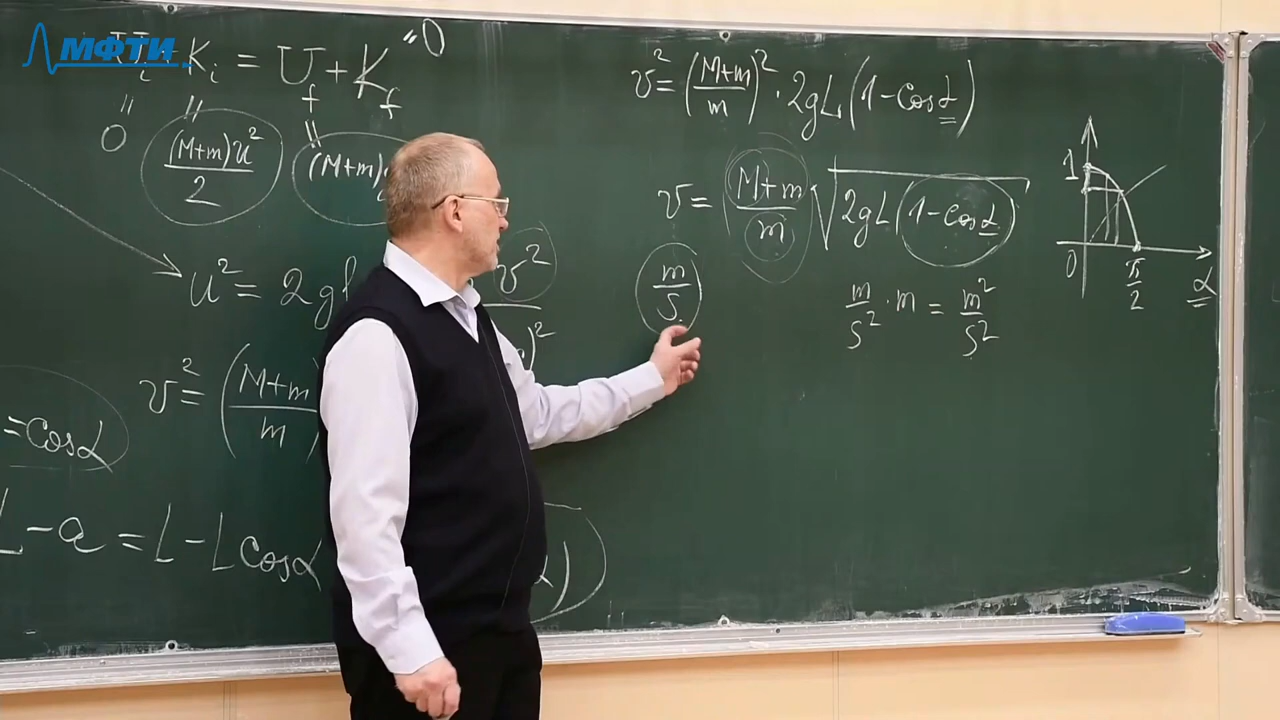 МФТИ
K_i = U_f + K_f "0
" "
0 (M+m)u²/2 (M+m)
u² = 2g v²
v² = (M+m/m
=cosα
L-a = L-Lcosα
v² = (M+m/m)² · 2gL(1-cosα)
v = M+m/m √2gL(1-cosα)
m/s
m/s² · m = m²/s²
1
0 π/2 α